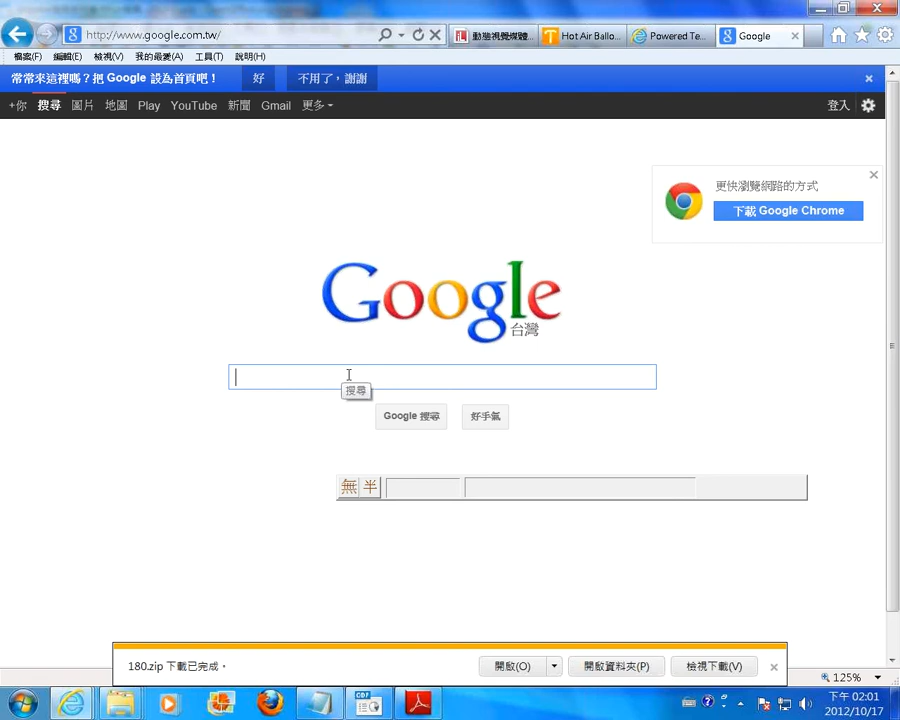 http://www.google.com.tw/
動態視覺媒體...
Hot Air Ballo...
Powered Te...
Google
檔案(F) 編輯(E) 檢視(V) 我的最愛(A) 工具(T) 說明(H)
常常來這裡嗎？把 Google 設為首頁吧！ 好 不用了，謝謝
+你 搜尋 圖片 地圖 Play YouTube 新聞 Gmail 更多
登入
更快瀏覽網路的方式
下載 Google Chrome
Google
台灣
搜尋
Google 搜尋 好手氣
無 半
180.zip 下載已完成。 開啟(O) 開啟資料夾(P) 檢視下載(V)
125%
下午 02:01
2012/10/17